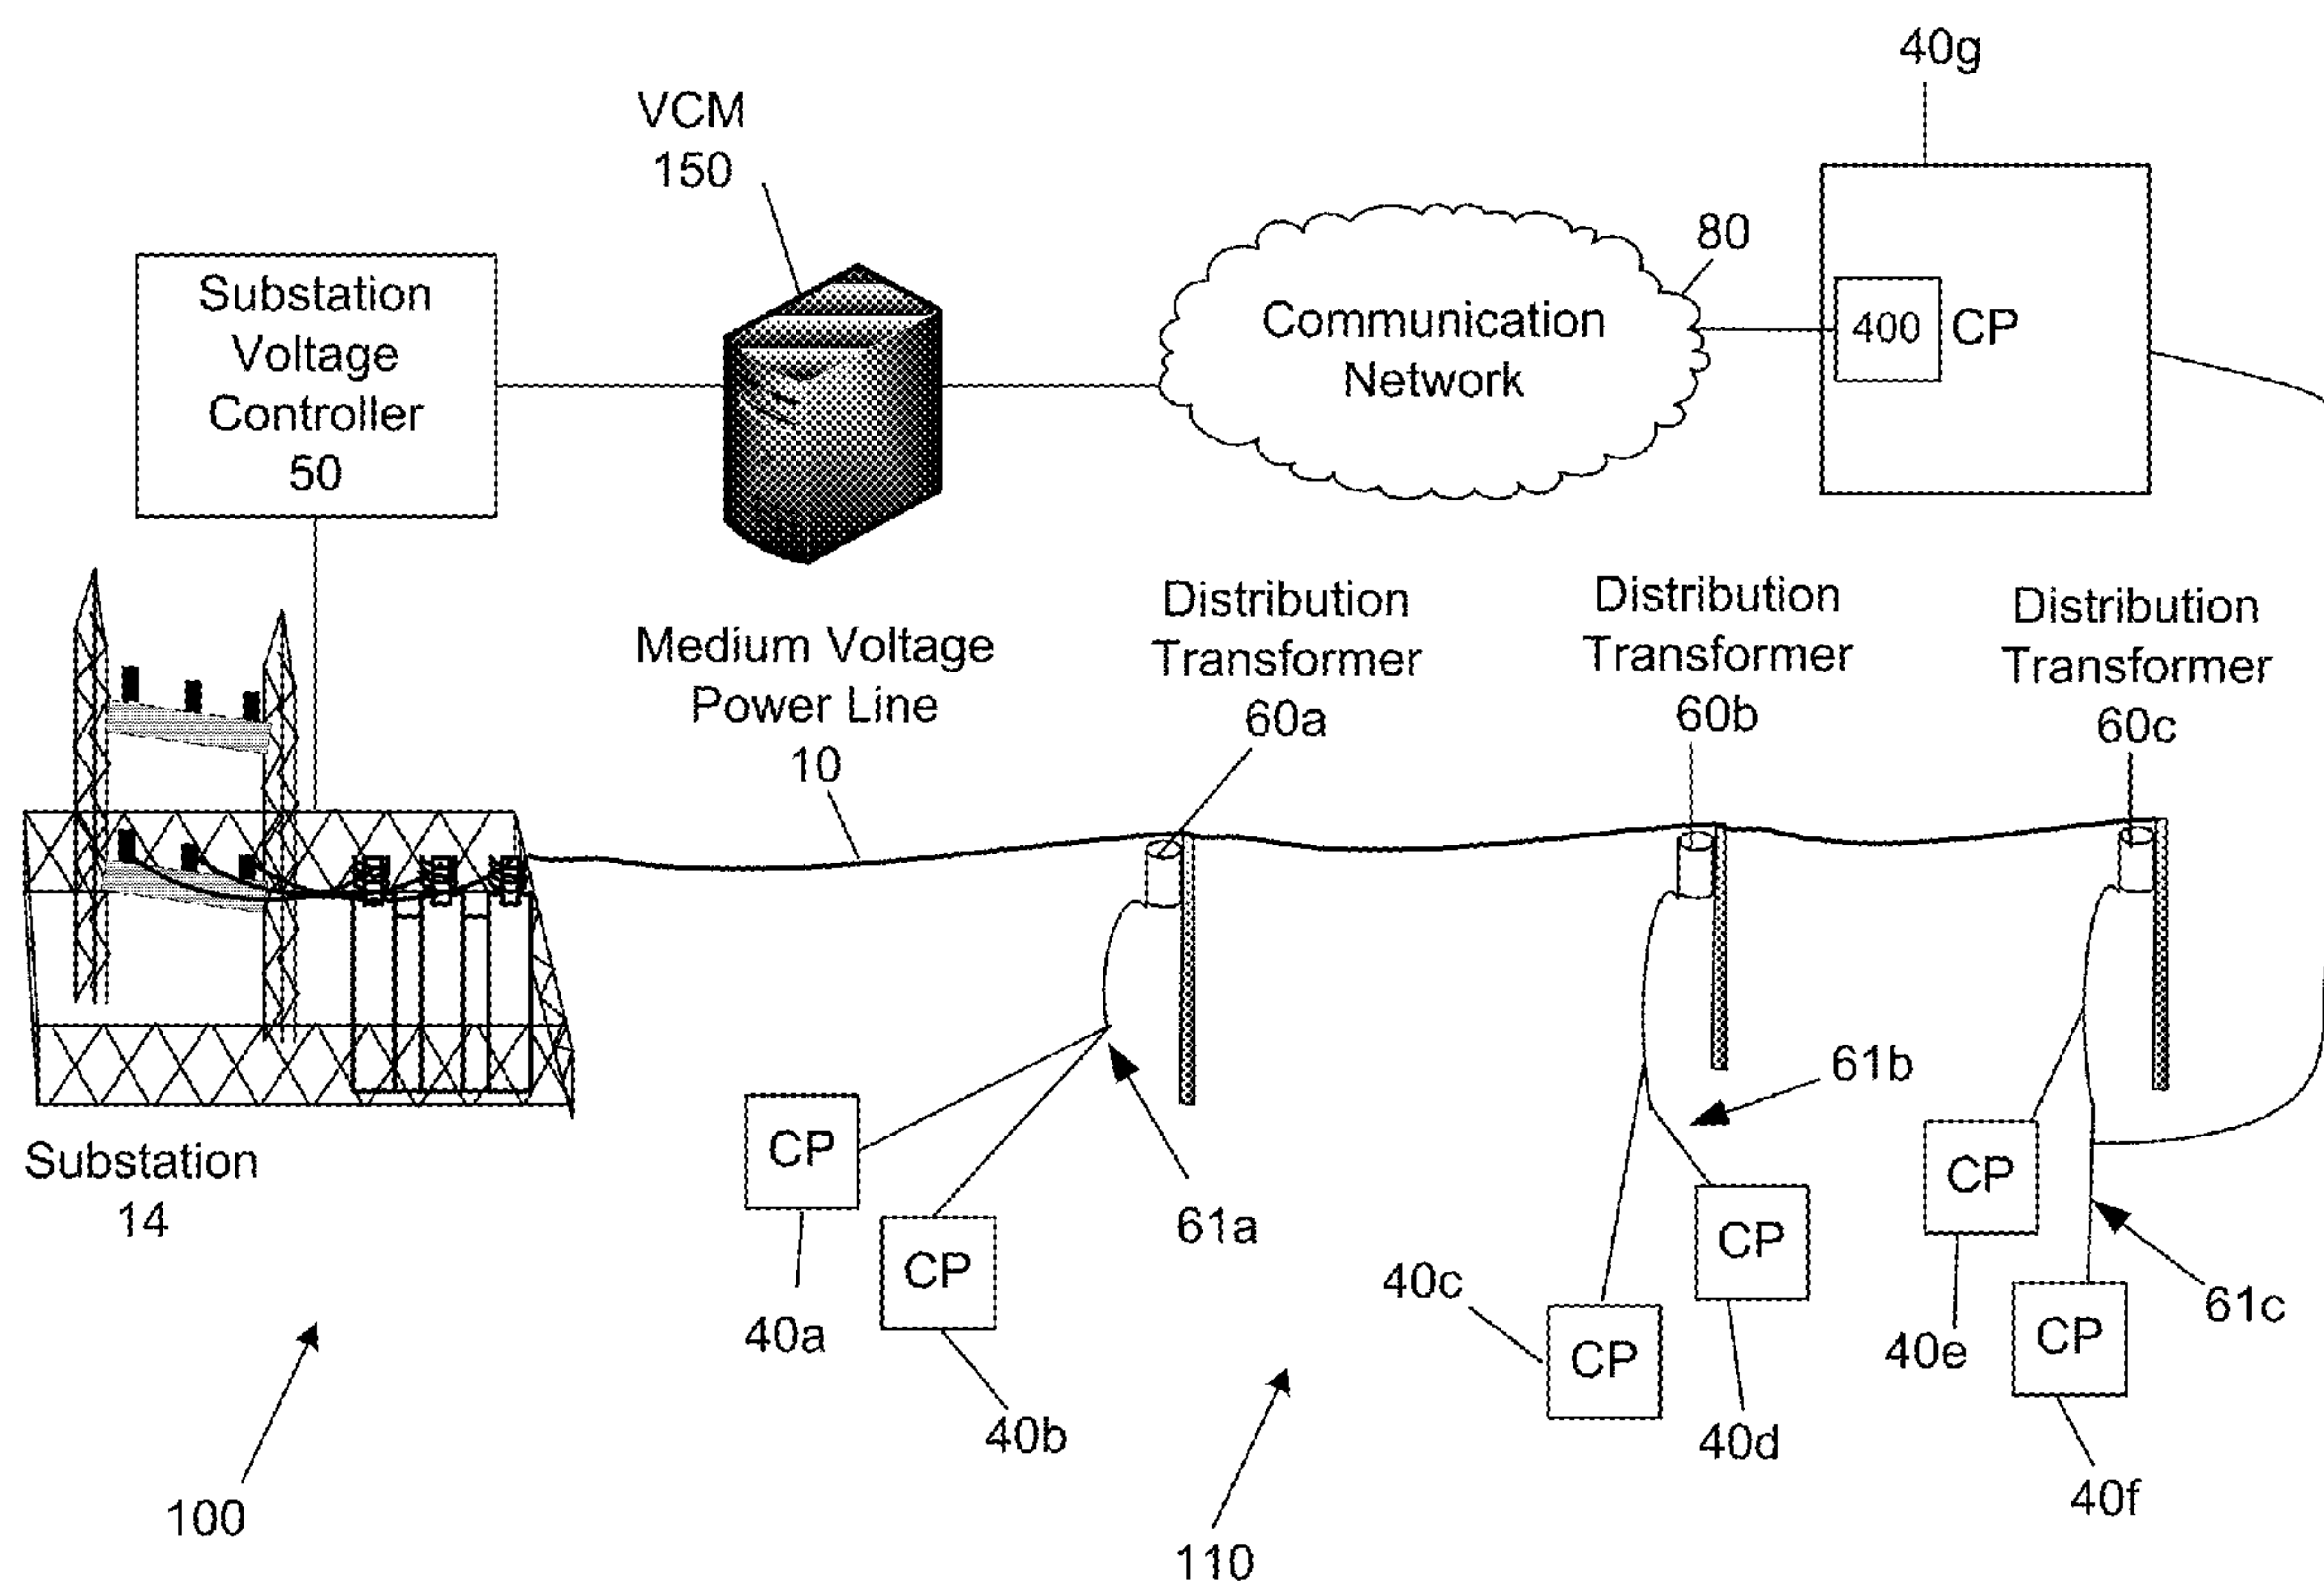 40g
VCM
150
80
Substation
Voltage
Controller
50
Communication
Network
400
CP
Medium Voltage
Power Line
10
Distribution
Transformer
60a
Distribution
Transformer
60b
Distribution
Transformer
60c
Substation
14
CP
40a
CP
40b
61a
61b
CP
40c
CP
40d
CP
40e
CP
40f
61c
100
110